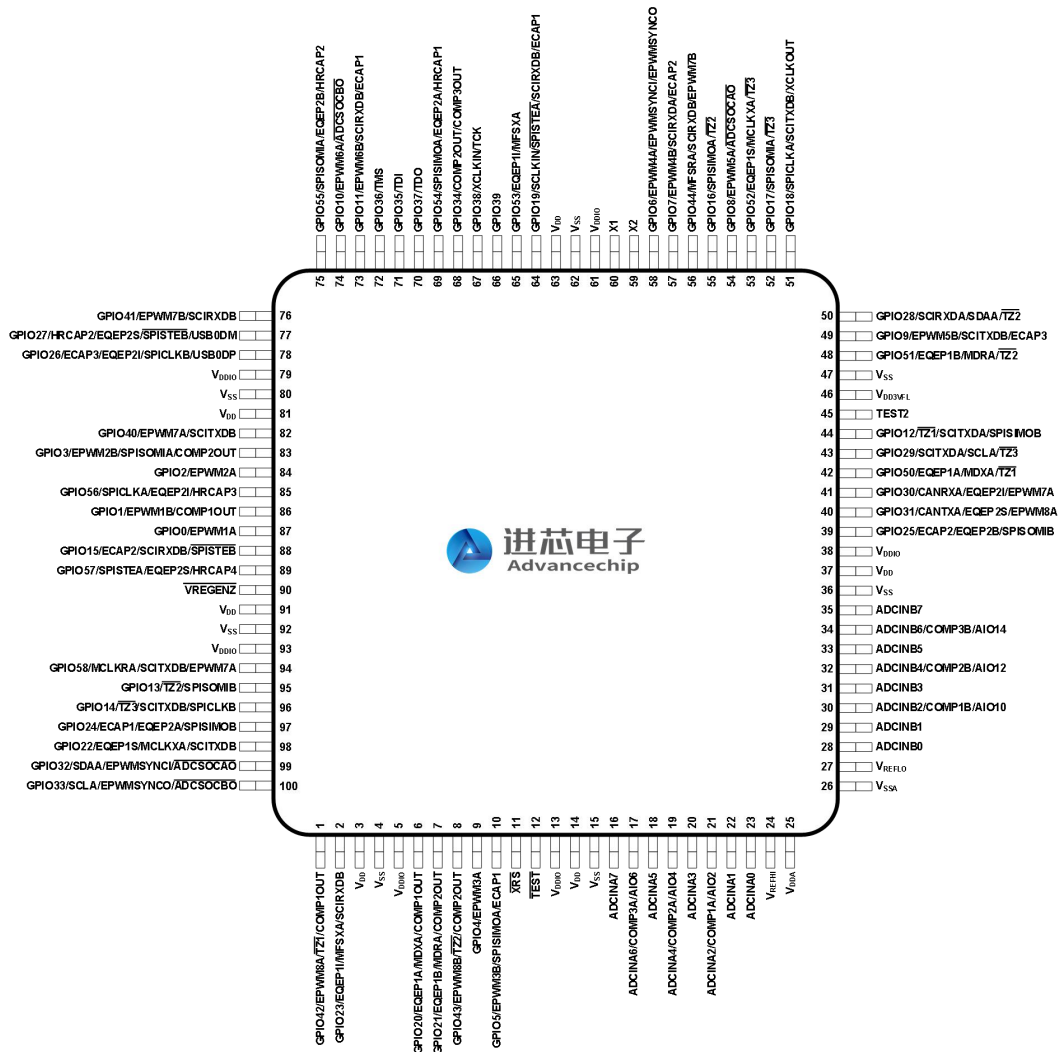 GPIO55/SPISOMIA/EQEP2B/HRCAP2
GPIO10/EPWM6A/ADCSOCBO
GPIO11/EPWM6B/SCIRXDB/ECAP1
GPIO36/TMS
GPIO35/TDI
GPIO37/TDO
GPIO54/SPISIMOA/EQEP2A/HRCAP1
GPIO34/COMP2OUT/COMP3OUT
GPIO38/XCLKIN/TCK
GPIO39
GPIO53/EQEP1I/MFSXA
GPIO19/SCLKIN/SPISTEA/SCIRXDB/ECAP1
VDD
VSS
VDDIO
X1
X2
GPIO6/EPWM4A/EPWMSYNCI/EPWMSYNCO
GPIO7/EPWM4B/SCIRXDA/ECAP2
GPIO44/MFSRA/SCIRXDB/EPWM7B
GPIO16/SPISIMOA/TZ2
GPIO8/EPWM5A/ADCSOCAO
GPIO52/EQEP1S/MCLKXA/TZ3
GPIO17/SPISOMIA/TZ3
GPIO18/SPICLKA/SCITXDB/XCLKOUT
75 74 73 72 71 70 69 68 67 66 65 64 63 62 61 60 59 58 57 56 55 54 53 52 51
GPIO41/EPWM7B/SCIRXDB 76
GPIO27/HRCAP2/EQEP2S/SPISTEB/USB0DM 77
GPIO26/ECAP3/EQEP2I/SPICLKB/USB0DP 78
VDDIO 79
VSS 80
VDD 81
GPIO40/EPWM7A/SCITXDB 82
GPIO3/EPWM2B/SPISOMIA/COMP2OUT 83
GPIO2/EPWM2A 84
GPIO56/SPICLKA/EQEP2I/HRCAP3 85
GPIO1/EPWM1B/COMP1OUT 86
GPIO0/EPWM1A 87
GPIO15/ECAP2/SCIRXDB/SPISTEB 88
GPIO57/SPISTEA/EQEP2S/HRCAP4 89
VREGENZ 90
VDD 91
VSS 92
VDDIO 93
GPIO58/MCLKRA/SCITXDB/EPWM7A 94
GPIO13/TZ2/SPISOMIB 95
GPIO14/TZ3/SCITXDB/SPICLKB 96
GPIO24/ECAP1/EQEP2A/SPISIMOB 97
GPIO22/EQEP1S/MCLKXA/SCITXDB 98
GPIO32/SDAA/EPWMSYNCI/ADCSOCAO 99
GPIO33/SCLA/EPWMSYNCO/ADCSOCBO 100
进芯电子
Advancechip
50 GPIO28/SCIRXDA/SDAA/TZ2
49 GPIO9/EPWM5B/SCITXDB/ECAP3
48 GPIO51/EQEP1B/MDRA/TZ2
47 VSS
46 VDD3VFL
45 TEST2
44 GPIO12/TZ1/SCITXDA/SPISIMOB
43 GPIO29/SCITXDA/SCLA/TZ3
42 GPIO50/EQEP1A/MDXA/TZ1
41 GPIO30/CANRXA/EQEP2I/EPWM7A
40 GPIO31/CANTXA/EQEP2S/EPWM8A
39 GPIO25/ECAP2/EQEP2B/SPISOMIB
38 VDDIO
37 VDD
36 VSS
35 ADCINB7
34 ADCINB6/COMP3B/AIO14
33 ADCINB5
32 ADCINB4/COMP2B/AIO12
31 ADCINB3
30 ADCINB2/COMP1B/AIO10
29 ADCINB1
28 ADCINB0
27 VREFLO
26 VSSA
1 2 3 4 5 6 7 8 9 10 11 12 13 14 15 16 17 18 19 20 21 22 23 24 25
GPIO42/EPWM8A/TZ1/COMP1OUT
GPIO23/EQEP1I/MFSXA/SCIRXDB
VDD
VSS
VDDIO
GPIO20/EQEP1A/MDXA/COMP1OUT
GPIO21/EQEP1B/MDRA/COMP2OUT
GPIO43/EPWM8B/TZ2/COMP2OUT
GPIO4/EPWM3A
GPIO5/EPWM3B/SPISIMOA/ECAP1
XRS
TEST
VDDIO
VDD
VSS
ADCINA7
ADCINA6/COMP3A/AIO6
ADCINA5
ADCINA4/COMP2A/AIO4
ADCINA3
ADCINA2/COMP1A/AIO2
ADCINA1
ADCINA0
VREFHI
VDDA